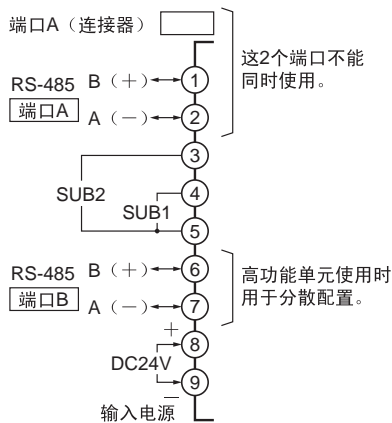 端口A（连接器）
这2个端口不能
同时使用。
RS-485 B（+） 1
端口A A（—） 2
3
SUB2 4
SUB1 5
RS-485 B（+） 6
端口B A（—） 7
高功能单元使用时
用于分散配置。
+ 8
DC24V
— 9
输入电源